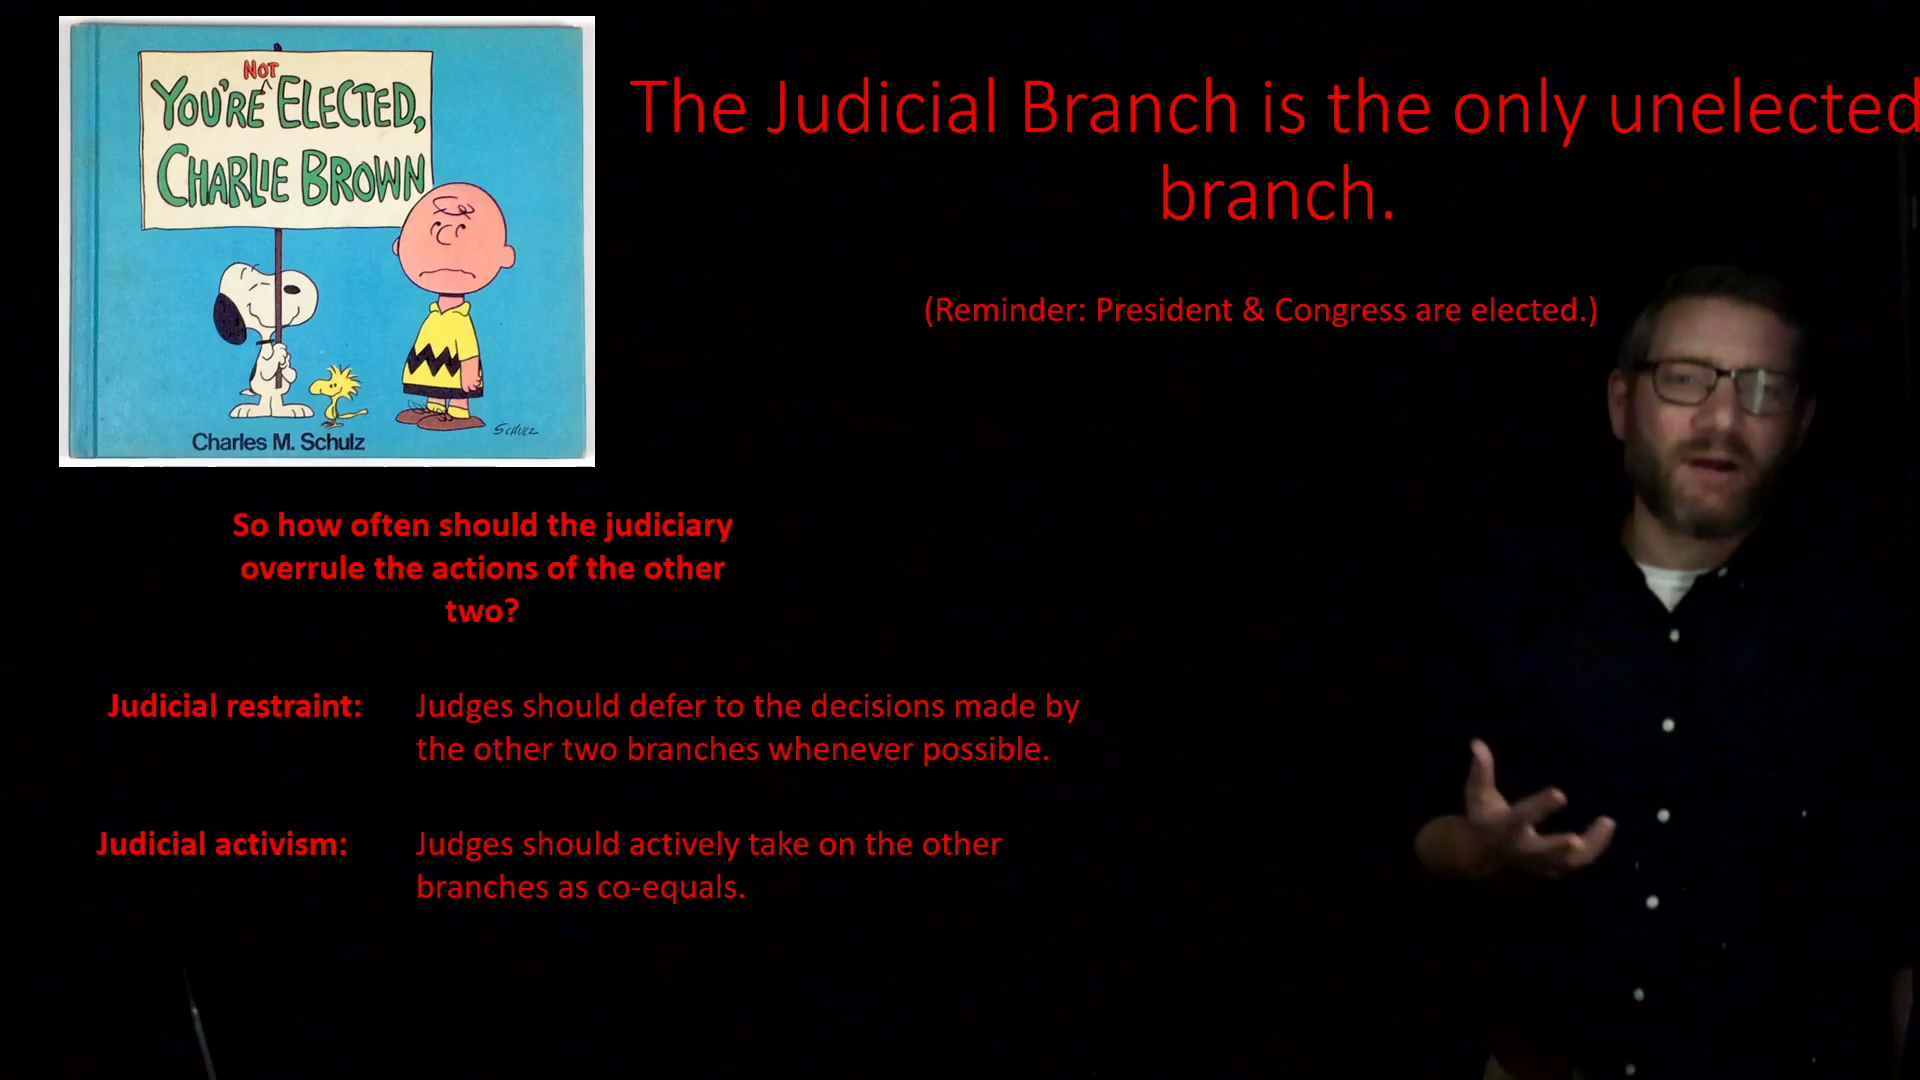 NOT
YOU'RE ^ ELECTED,
CHARLIE BROWN
SCHULZ
Charles M. Schulz
The Judicial Branch is the only unelected
branch.
(Reminder: President & Congress are elected.)
So how often should the judiciary
overrule the actions of the other
two?
Judicial restraint: Judges should defer to the decisions made by
the other two branches whenever possible.
Judicial activism: Judges should actively take on the other
branches as co-equals.